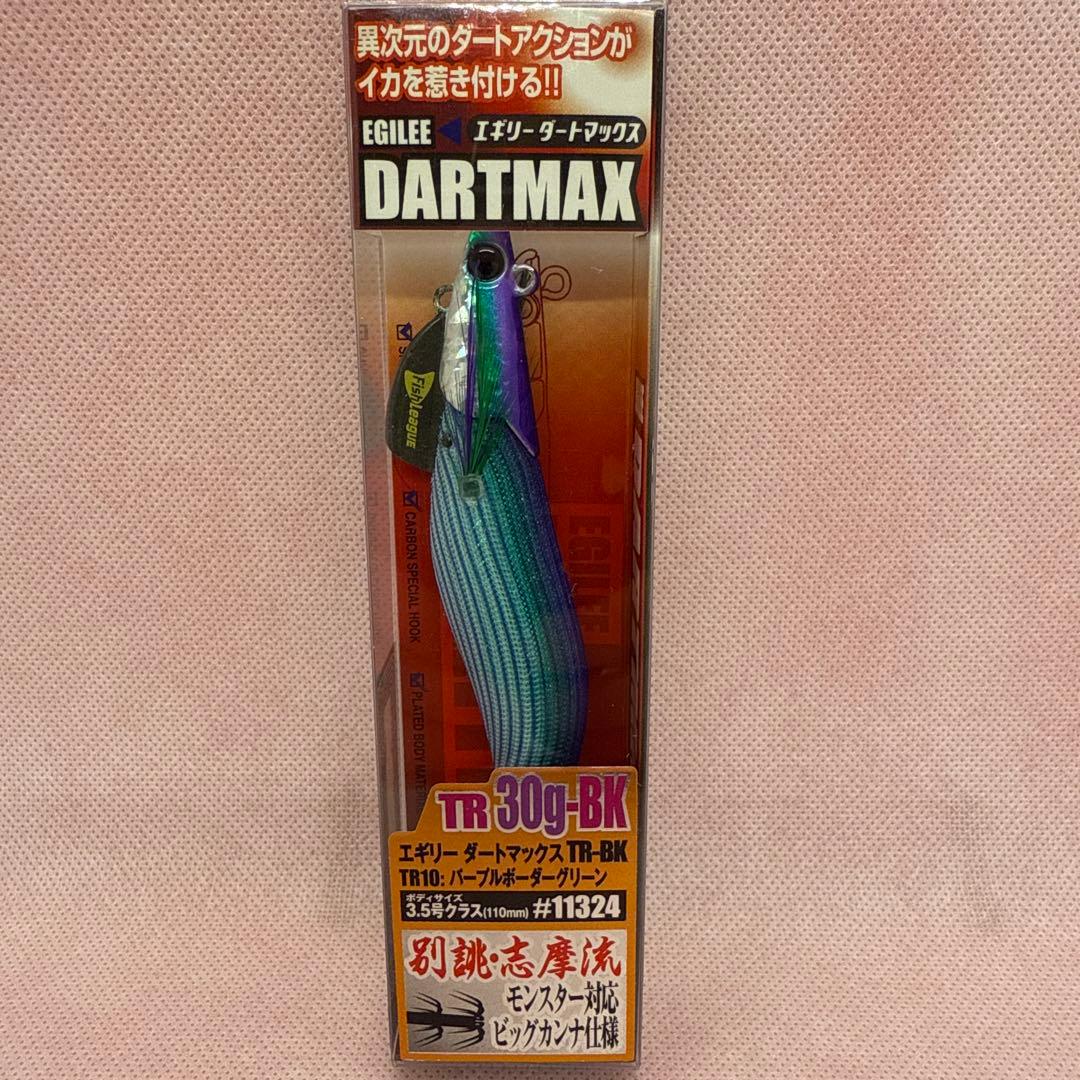 異次元のダートアクションが
イカを惹き付ける!!
EGILEE エギリー ダートマックス
DARTMAX
FishLeague
CARBON SPECIAL HOOK
EGILEE
PLATED BODY
TR 30g-BK
エギリー ダートマックス TR-BK
TR10: パープルボーダーグリーン
ボディサイズ
3.5号クラス(110mm) #11324
別誂・志摩流
モンスター対応
ビッグカンナ仕様